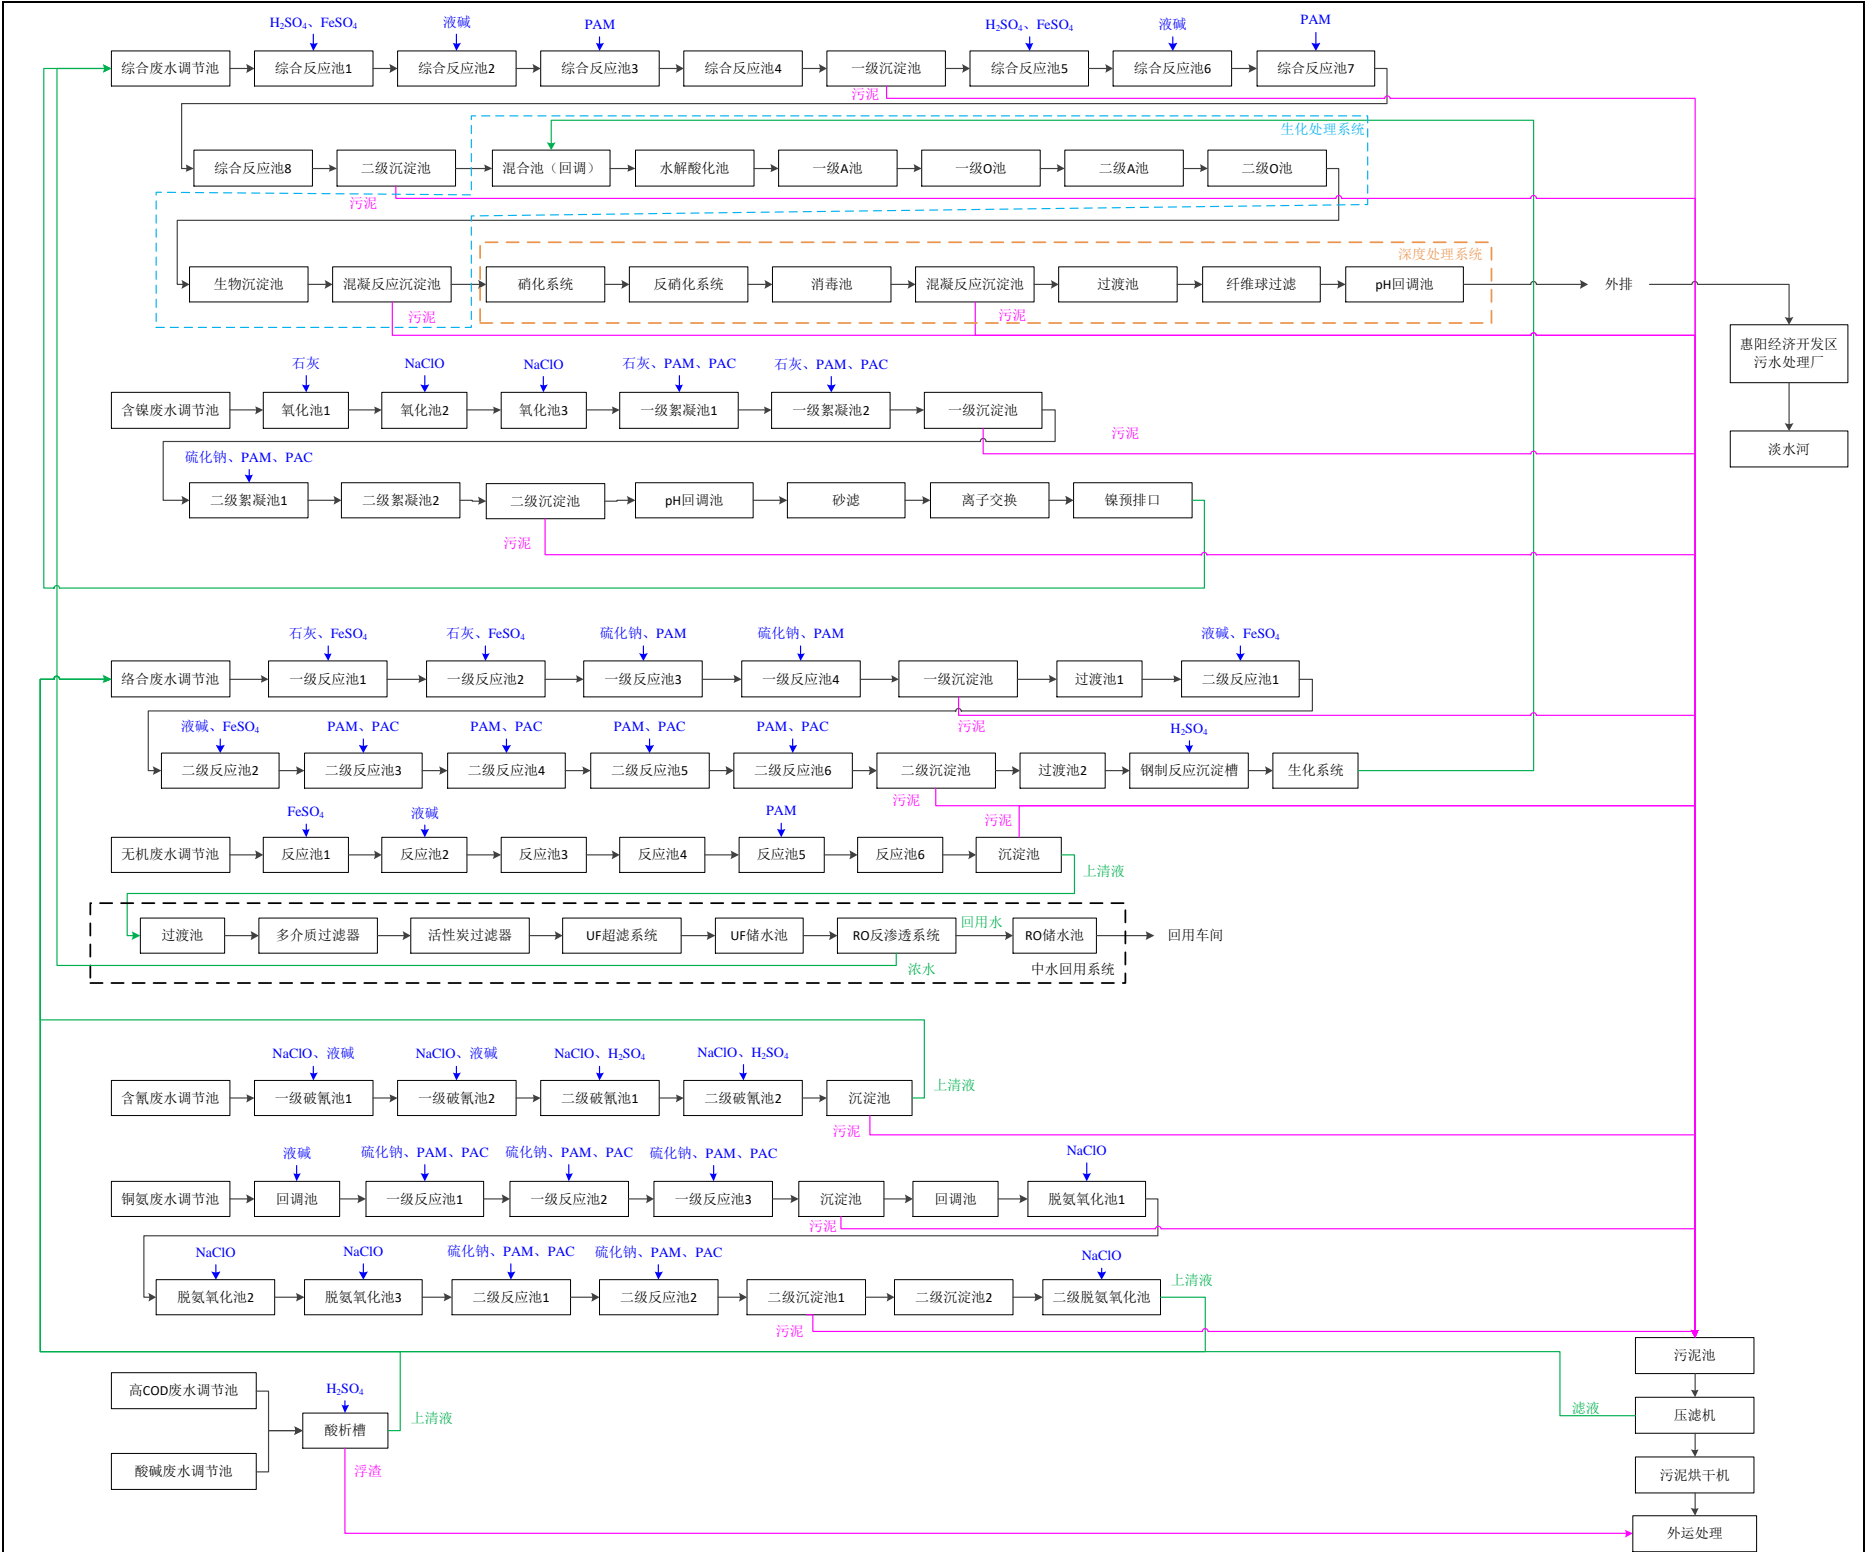 H₂SO₄、FeSO₄
液碱
PAM
H₂SO₄、FeSO₄
液碱
PAM
综合废水调节池
综合反应池1
综合反应池2
综合反应池3
综合反应池4
一级沉淀池
综合反应池5
综合反应池6
综合反应池7
污泥
生化处理系统
综合反应池8
二级沉淀池
混合池（回调）
水解酸化池
一级A池
一级O池
二级A池
二级O池
污泥
深度处理系统
生物沉淀池
混凝反应沉淀池
硝化系统
反硝化系统
消毒池
混凝反应沉淀池
过渡池
纤维球过滤
pH回调池
外排
污泥
污泥
惠阳经济开发区
污水处理厂
淡水河
石灰
NaClO
NaClO
石灰、PAM、PAC
石灰、PAM、PAC
含镍废水调节池
氧化池1
氧化池2
氧化池3
一级絮凝池1
一级絮凝池2
一级沉淀池
污泥
硫化钠、PAM、PAC
二级絮凝池1
二级絮凝池2
二级沉淀池
pH回调池
砂滤
离子交换
镍预排口
污泥
石灰、FeSO₄
石灰、FeSO₄
硫化钠、PAM
硫化钠、PAM
液碱、FeSO₄
络合废水调节池
一级反应池1
一级反应池2
一级反应池3
一级反应池4
一级沉淀池
过渡池1
二级反应池1
污泥
液碱、FeSO₄
PAM、PAC
PAM、PAC
PAM、PAC
PAM、PAC
H₂SO₄
二级反应池2
二级反应池3
二级反应池4
二级反应池5
二级反应池6
二级沉淀池
过渡池2
钢制反应沉淀槽
生化系统
污泥
FeSO₄
液碱
PAM
污泥
无机废水调节池
反应池1
反应池2
反应池3
反应池4
反应池5
反应池6
沉淀池
上清液
过渡池
多介质过滤器
活性炭过滤器
UF超滤系统
UF储水池
RO反渗透系统
回用水
RO储水池
回用车间
浓水
中水回用系统
NaClO、液碱
NaClO、液碱
NaClO、H₂SO₄
NaClO、H₂SO₄
含氰废水调节池
一级破氰池1
一级破氰池2
二级破氰池1
二级破氰池2
沉淀池
上清液
污泥
液碱
硫化钠、PAM、PAC
硫化钠、PAM、PAC
硫化钠、PAM、PAC
NaClO
铜氨废水调节池
回调池
一级反应池1
一级反应池2
一级反应池3
沉淀池
回调池
脱氨氧化池1
污泥
NaClO
NaClO
硫化钠、PAM、PAC
硫化钠、PAM、PAC
NaClO
上清液
脱氨氧化池2
脱氨氧化池3
二级反应池1
二级反应池2
二级沉淀池1
二级沉淀池2
二级脱氨氧化池
污泥
污泥池
高COD废水调节池
H₂SO₄
酸析槽
上清液
滤液
压滤机
酸碱废水调节池
浮渣
污泥烘干机
外运处理